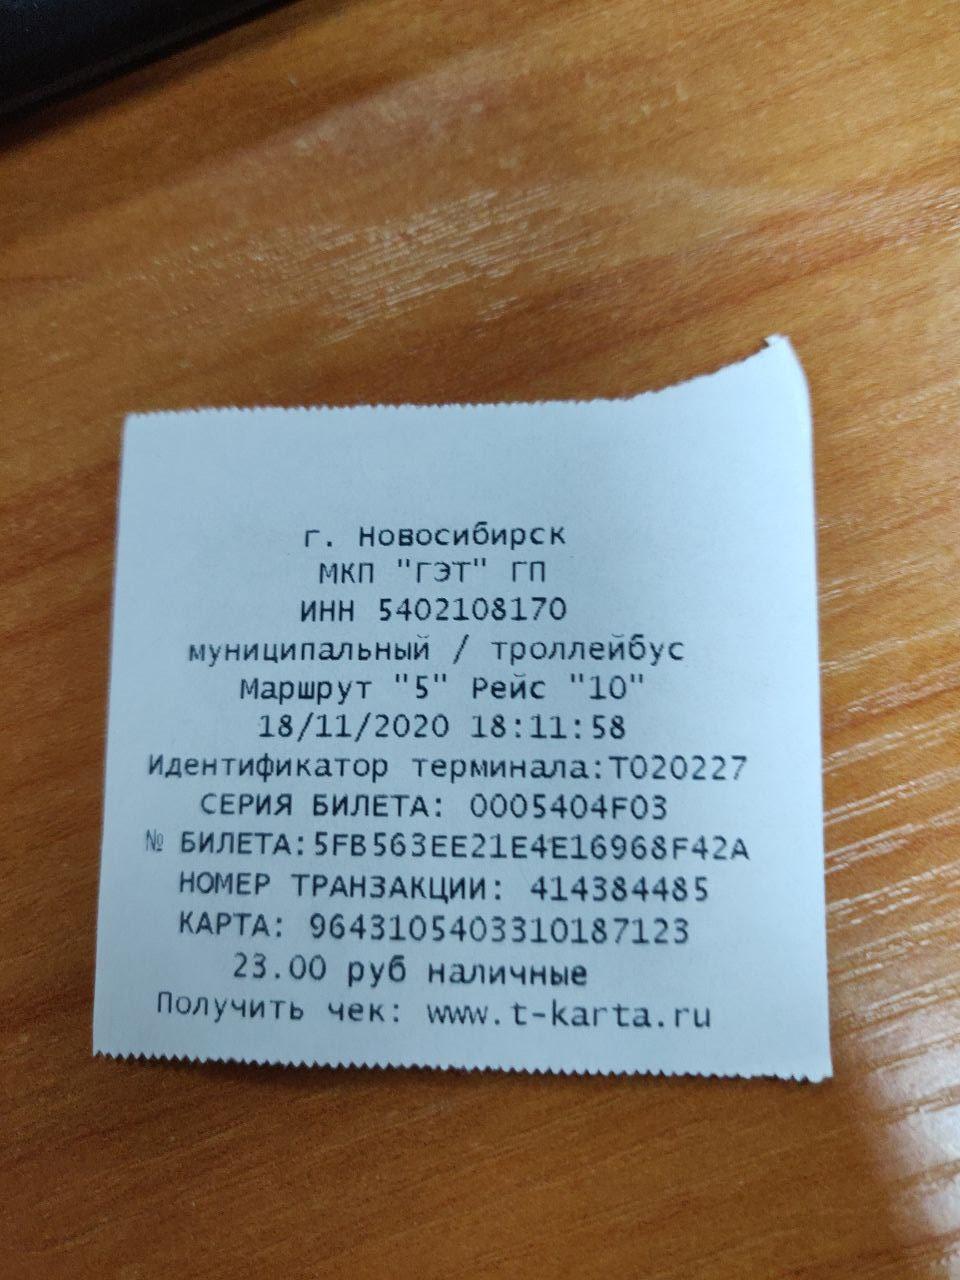 г. Новосибирск
МКП "ГЭТ" ГП
ИНН 5402108170
муниципальный / троллейбус
Маршрут "5" Рейс "10"
18/11/2020 18:11:58
Идентификатор терминала:T020227
СЕРИЯ БИЛЕТА: 0005404F03
№ БИЛЕТА:5FB563EE21E4E16968F42A
НОМЕР ТРАНЗАКЦИИ: 414384485
КАРТА: 9643105403310187123
23.00 руб наличные
Получить чек: www.t-karta.ru